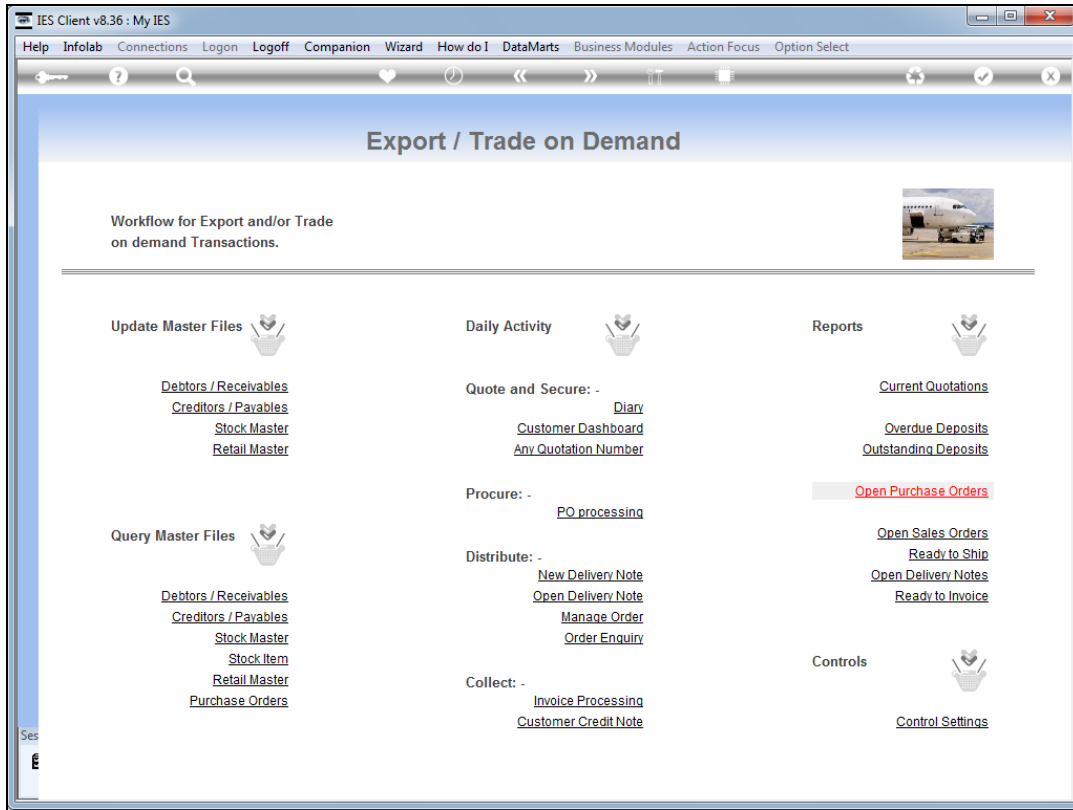 IES Client v8.36 : My IES
Help Infolab Connections Logon Logoff Companion Wizard How do I DataMarts Business Modules Action Focus Option Select
Export / Trade on Demand
Workflow for Export and/or Trade
on demand Transactions.
Update Master Files
Debtors / Receivables
Creditors / Payables
Stock Master
Retail Master
Query Master Files
Debtors / Receivables
Creditors / Payables
Stock Master
Stock Item
Retail Master
Purchase Orders
Daily Activity
Quote and Secure: -
Diary
Customer Dashboard
Any Quotation Number
Procure: -
PO processing
Distribute: -
New Delivery Note
Open Delivery Note
Manage Order
Order Enquiry
Collect: -
Invoice Processing
Customer Credit Note
Reports
Current Quotations
Overdue Deposits
Outstanding Deposits
Open Purchase Orders
Open Sales Orders
Ready to Ship
Open Delivery Notes
Ready to Invoice
Controls
Control Settings
Ses